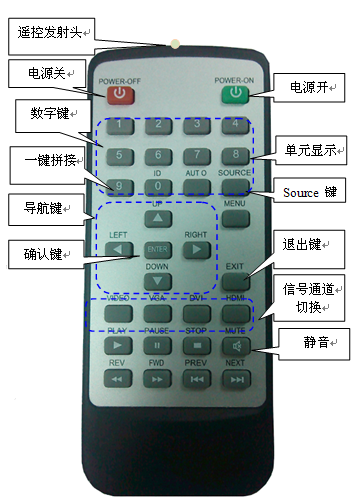 遥控发射头
电源关
POWER-OFF
POWER-ON
电源开
数字键
1 2 3 4
5 6 7 8
单元显示
一键拼接
ID AUTO SOURCE
9 0
Source 键
导航键
UP
MENU
LEFT
RIGHT
确认键
ENTER
退出键
DOWN
EXIT
信号通道
切换
VIDEO VGA DVI HDMI
PLAY PAUSE STOP MUTE
静音
REV FWD PREV NEXT